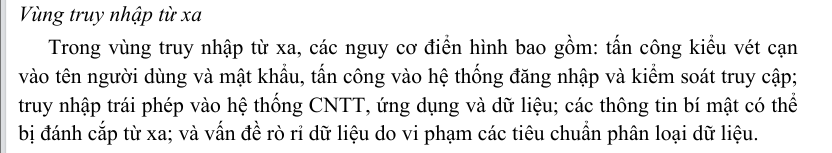 Vùng truy nhập từ xa
Trong vùng truy nhập từ xa, các nguy cơ điển hình bao gồm: tấn công kiểu vét cạn
vào tên người dùng và mật khẩu, tấn công vào hệ thống đăng nhập và kiểm soát truy cập;
truy nhập trái phép vào hệ thống CNTT, ứng dụng và dữ liệu; các thông tin bí mật có thể
bị đánh cắp từ xa; và vấn đề rò rỉ dữ liệu do vi phạm các tiêu chuẩn phân loại dữ liệu.